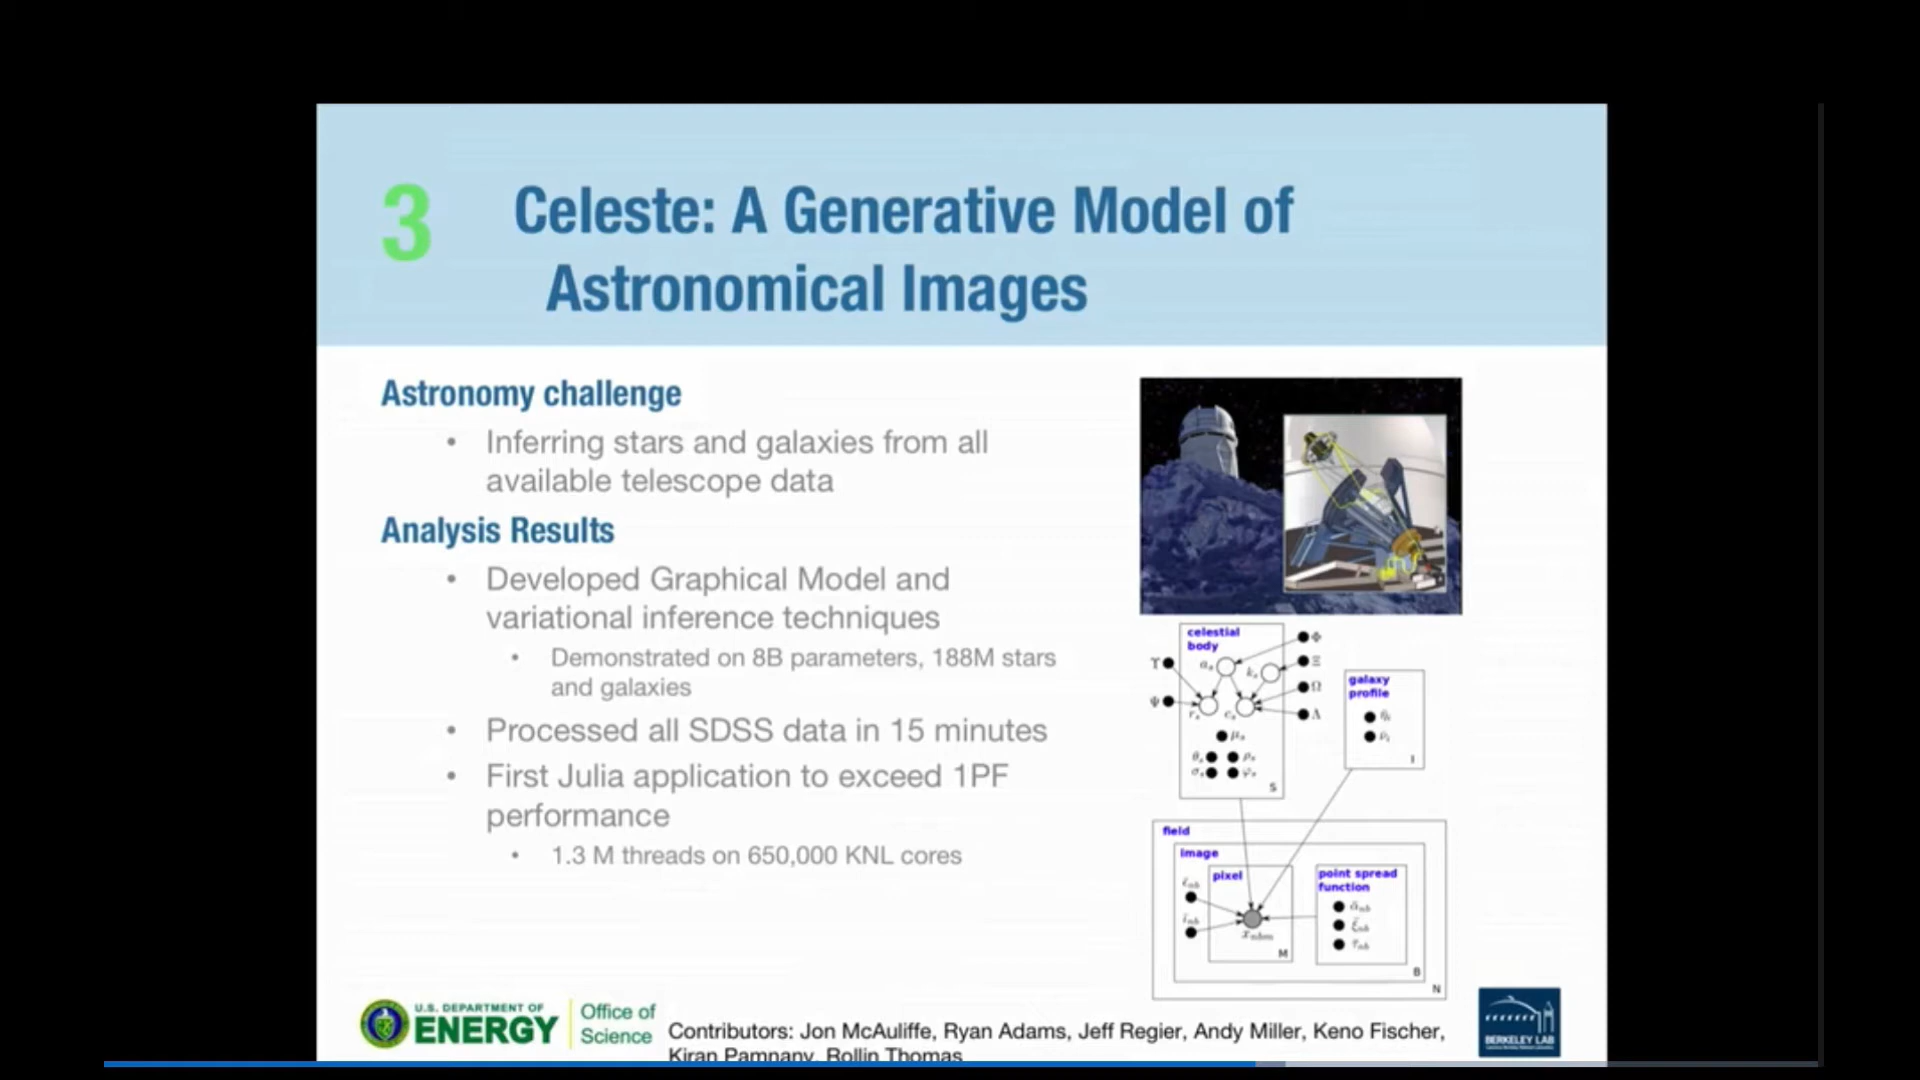 3
Celeste: A Generative Model of
Astronomical Images
Astronomy challenge
• Inferring stars and galaxies from all
available telescope data
Analysis Results
• Developed Graphical Model and
variational inference techniques
• Demonstrated on 8B parameters, 188M stars
and galaxies
• Processed all SDSS data in 15 minutes
• First Julia application to exceed 1PF
performance
• 1.3 M threads on 650,000 KNL cores
celestial
body
Φ
Ξ
Ω
Λ
Υ
Ψ
S
galaxy
profile
I
field
image
pixel
M
point spread
function
B
N
U.S. DEPARTMENT OF
ENERGY
Office of
Science
Contributors: Jon McAuliffe, Ryan Adams, Jeff Regier, Andy Miller, Keno Fischer,
Kiran Pamnany, Rollin Thomas
BERKELEY LAB